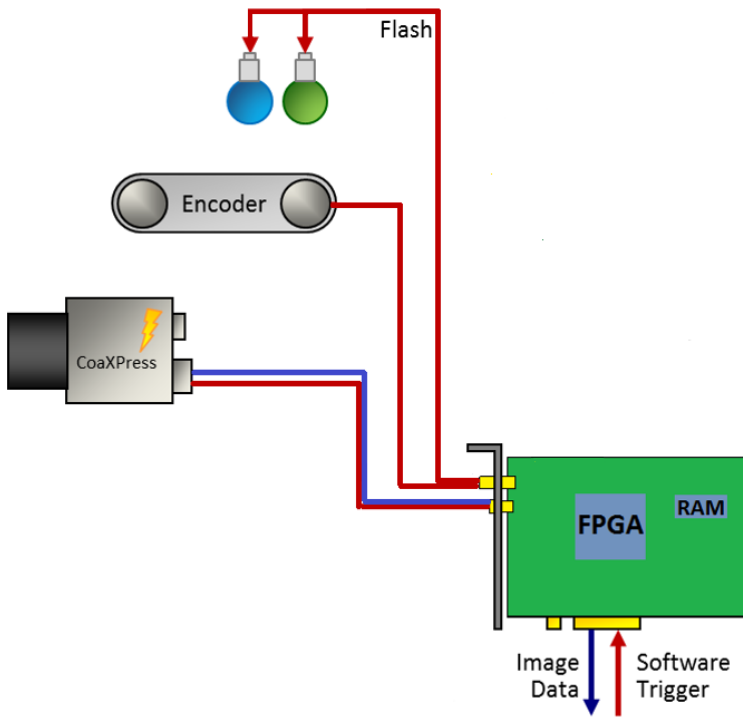 Flash
Encoder
CoaXPress
FPGA
RAM
Image
Data
Software
Trigger